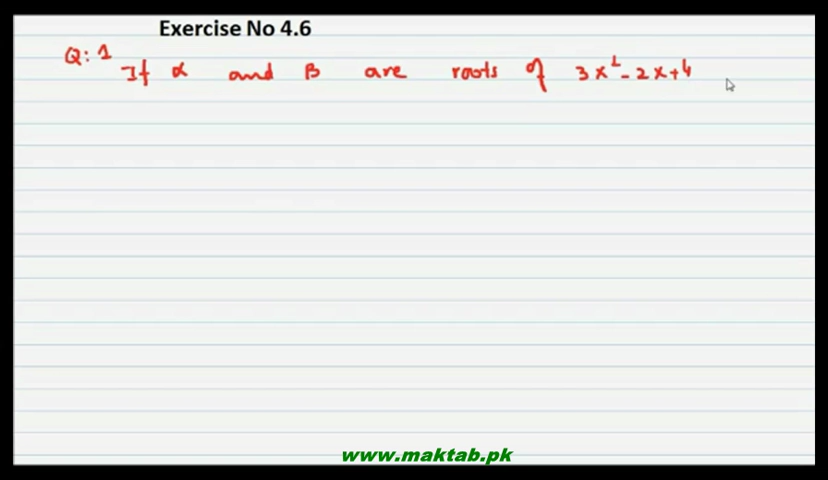 Exercise No 4.6
Q: 1
If α and β are roots of 3x²-2x+4
www.maktab.pk